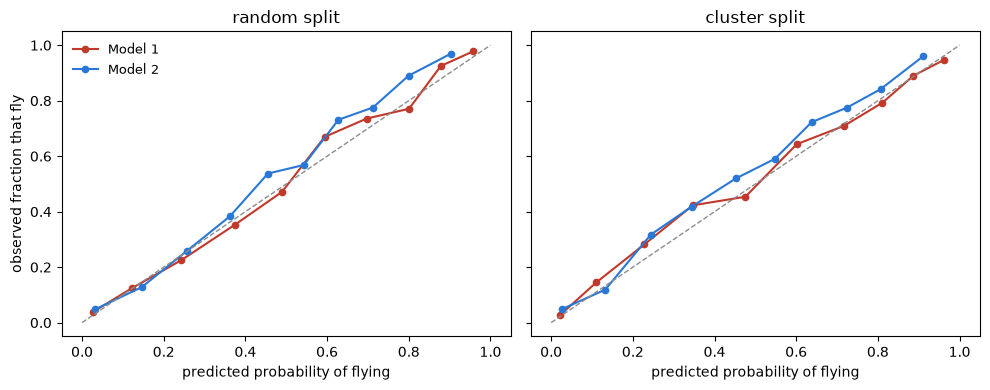 random split
cluster split
Model 1
Model 2
observed fraction that fly
1.0
0.8
0.6
0.4
0.2
0.0
0.0 0.2 0.4 0.6 0.8 1.0
0.0 0.2 0.4 0.6 0.8 1.0
predicted probability of flying
predicted probability of flying